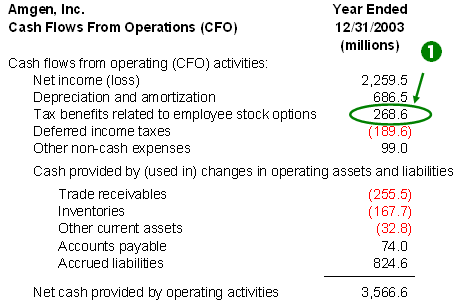 Amgen, Inc. Year Ended
Cash Flows From Operations (CFO) 12/31/2003
(millions)
1
Cash flows from operating (CFO) activities:
Net income (loss) 2,259.5
Depreciation and amortization 686.5
Tax benefits related to employee stock options 268.6
Deferred income taxes (189.6)
Other non-cash expenses 99.0
Cash provided by (used in) changes in operating assets and liabilities
Trade receivables (255.5)
Inventories (167.7)
Other current assets (32.8)
Accounts payable 74.0
Accrued liabilities 824.6
Net cash provided by operating activities 3,566.6